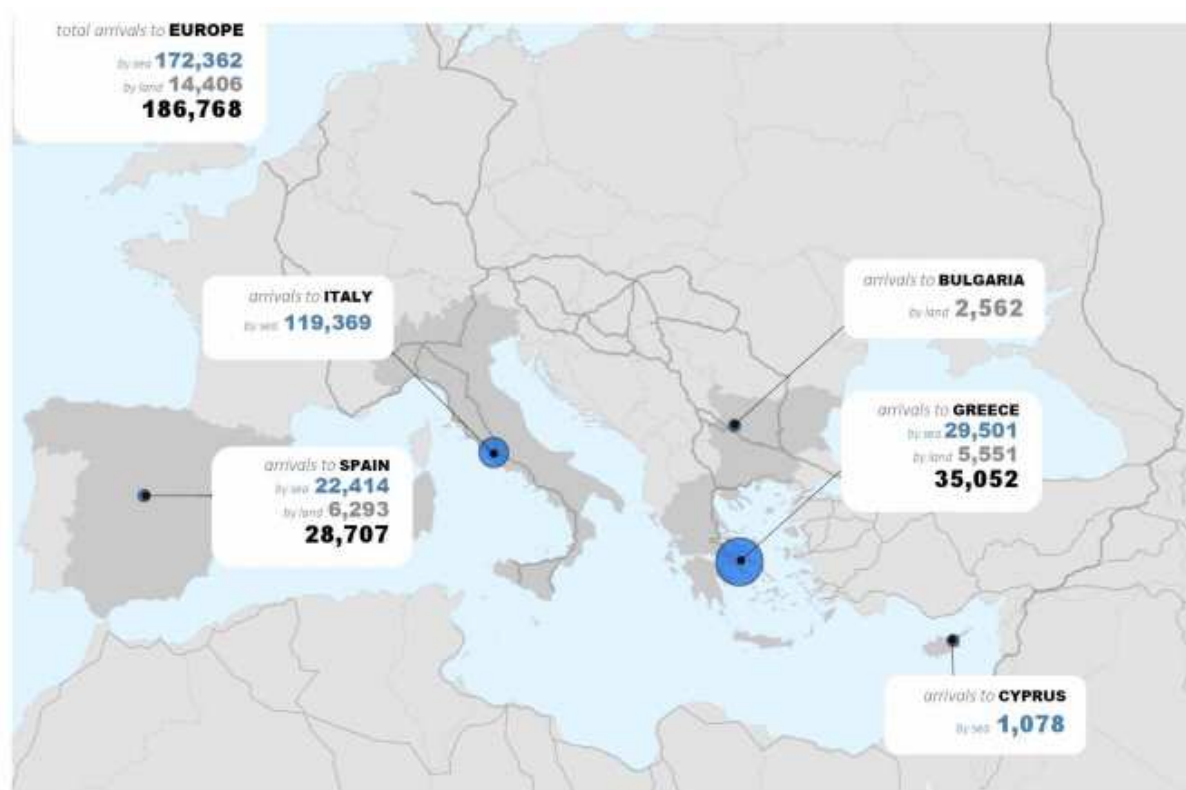 total arrivals to EUROPE
by sea 172,362
by land 14,406
186,768
arrivals to ITALY
by sea 119,369
arrivals to BULGARIA
by land 2,562
arrivals to GREECE
by sea 29,501
by land 5,551
35,052
arrivals to SPAIN
by sea 22,414
by land 6,293
28,707
arrivals to CYPRUS
by sea 1,078